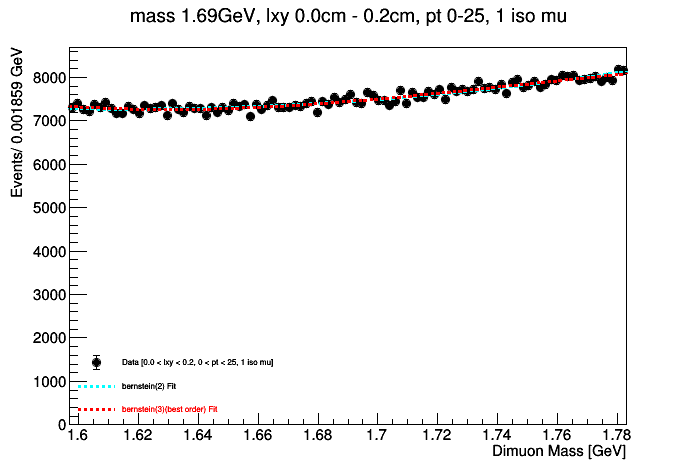 mass 1.69GeV, lxy 0.0cm - 0.2cm, pt 0-25, 1 iso mu
Events/ 0.001859 GeV
8000
7000
6000
5000
4000
3000
2000
1000
0
Data [0.0 < lxy < 0.2, 0 < pt < 25, 1 iso mu]
bernstein(2) Fit
bernstein(3)(best order) Fit
1.6 1.62 1.64 1.66 1.68 1.7 1.72 1.74 1.76 1.78
Dimuon Mass [GeV]